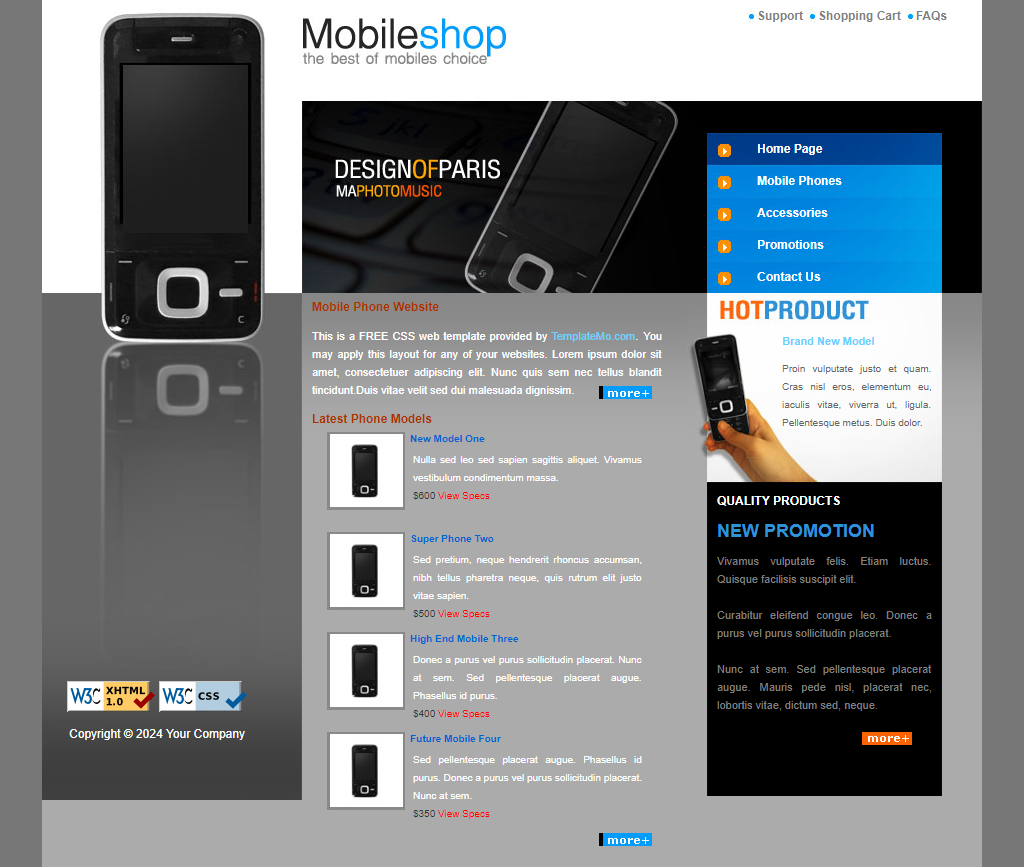 Support
Shopping Cart
FAQs
Mobileshop
the best of mobiles choice
DESIGNOFPARIS
MAPHOTOMUSIC
Home Page
Mobile Phones
Accessories
Promotions
Contact Us
Mobile Phone Website
This is a FREE CSS web template provided by TemplateMo.com. You
may apply this layout for any of your websites. Lorem ipsum dolor sit
amet, consectetuer adipiscing elit. Nunc quis sem nec tellus blandit
tincidunt.Duis vitae velit sed dui malesuada dignissim.
more+
Latest Phone Models
New Model One
Nulla sed leo sed sapien sagittis aliquet. Vivamus
vestibulum condimentum massa.
$600 View Specs
Super Phone Two
Sed pretium, neque hendrerit rhoncus accumsan,
nibh tellus pharetra neque, quis rutrum elit justo
vitae sapien.
$500 View Specs
High End Mobile Three
Donec a purus vel purus sollicitudin placerat. Nunc
at sem. Sed pellentesque placerat augue.
Phasellus id purus.
$400 View Specs
Future Mobile Four
Sed pellentesque placerat augue. Phasellus id
purus. Donec a purus vel purus sollicitudin placerat.
Nunc at sem.
$350 View Specs
more+
HOTPRODUCT
Brand New Model
Proin vulputate justo et quam.
Cras nisl eros, elementum eu,
iaculis vitae, viverra ut, ligula.
Pellentesque metus. Duis dolor.
QUALITY PRODUCTS
NEW PROMOTION
Vivamus vulputate felis. Etiam luctus.
Quisque facilisis suscipit elit.
Curabitur eleifend congue leo. Donec a
purus vel purus sollicitudin placerat.
Nunc at sem. Sed pellentesque placerat
augue. Mauris pede nisl, placerat nec,
lobortis vitae, dictum sed, neque.
more+
W3C XHTML 1.0
W3C CSS
Copyright © 2024 Your Company